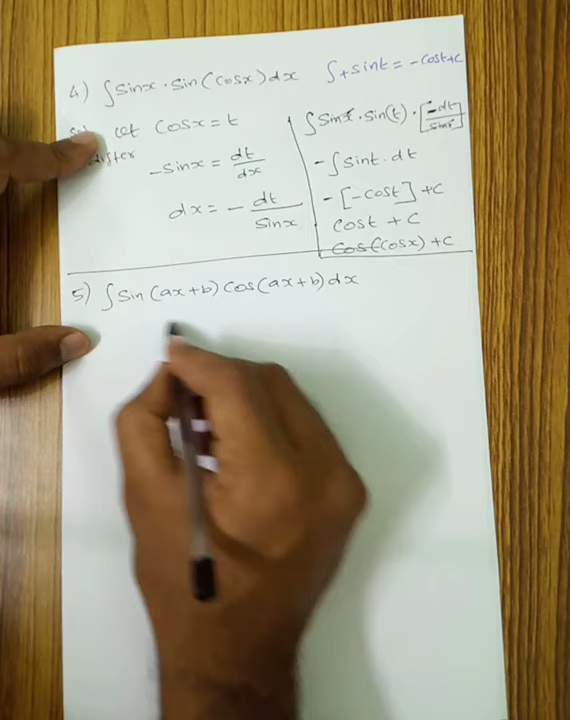 4) ∫sinx·sin(cosx)dx ∫+sint = -cost+c
let cosx = t
-sinx = dt/dx
dx = - dt/sinx
∫sinx·sin(t)·[-dt/sinx]
-∫sint·dt
-[-cost]+c
cost + c
cos(cosx)+c
5) ∫sin(ax+b)cos(ax+b)dx